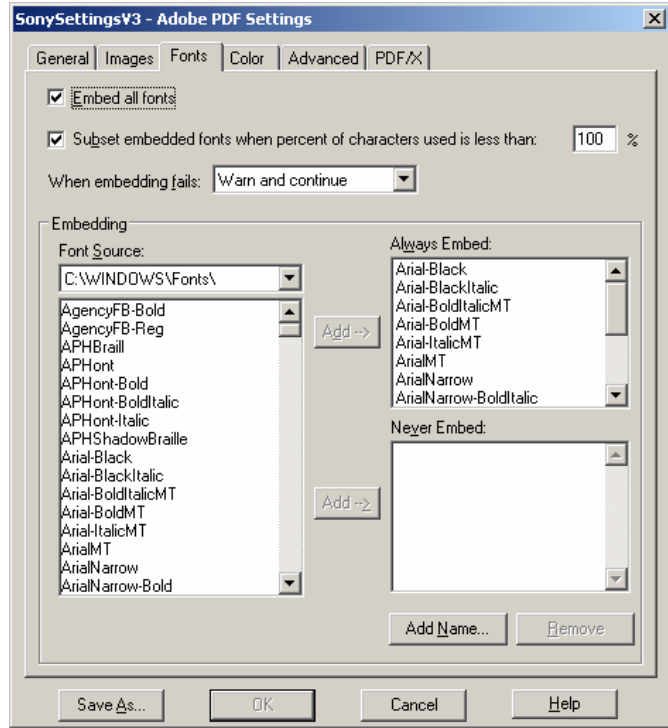 SonySettingsV3 - Adobe PDF Settings
General Images Fonts Color Advanced PDF/X
Embed all fonts
Subset embedded fonts when percent of characters used is less than: 100 %
When embedding fails: Warn and continue
Embedding
Font Source:
C:\WINDOWS\Fonts\
AgencyFB-Bold
AgencyFB-Reg
APHBraill
APHont
APHont-Bold
APHont-BoldItalic
APHont-Italic
APHShadowBraille
Arial-Black
Arial-BlackItalic
Arial-BoldItalicMT
Arial-BoldMT
Arial-ItalicMT
ArialMT
ArialNarrow
ArialNarrow-Bold
Add -->
Add -->
Always Embed:
Arial-Black
Arial-BlackItalic
Arial-BoldItalicMT
Arial-BoldMT
Arial-ItalicMT
ArialMT
ArialNarrow
ArialNarrow-BoldItalic
Never Embed:
Add Name... Remove
Save As... OK Cancel Help